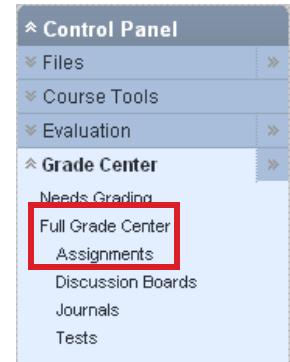 Control Panel
Files
Course Tools
Evaluation
Grade Center
Needs Grading
Full Grade Center
Assignments
Discussion Boards
Journals
Tests